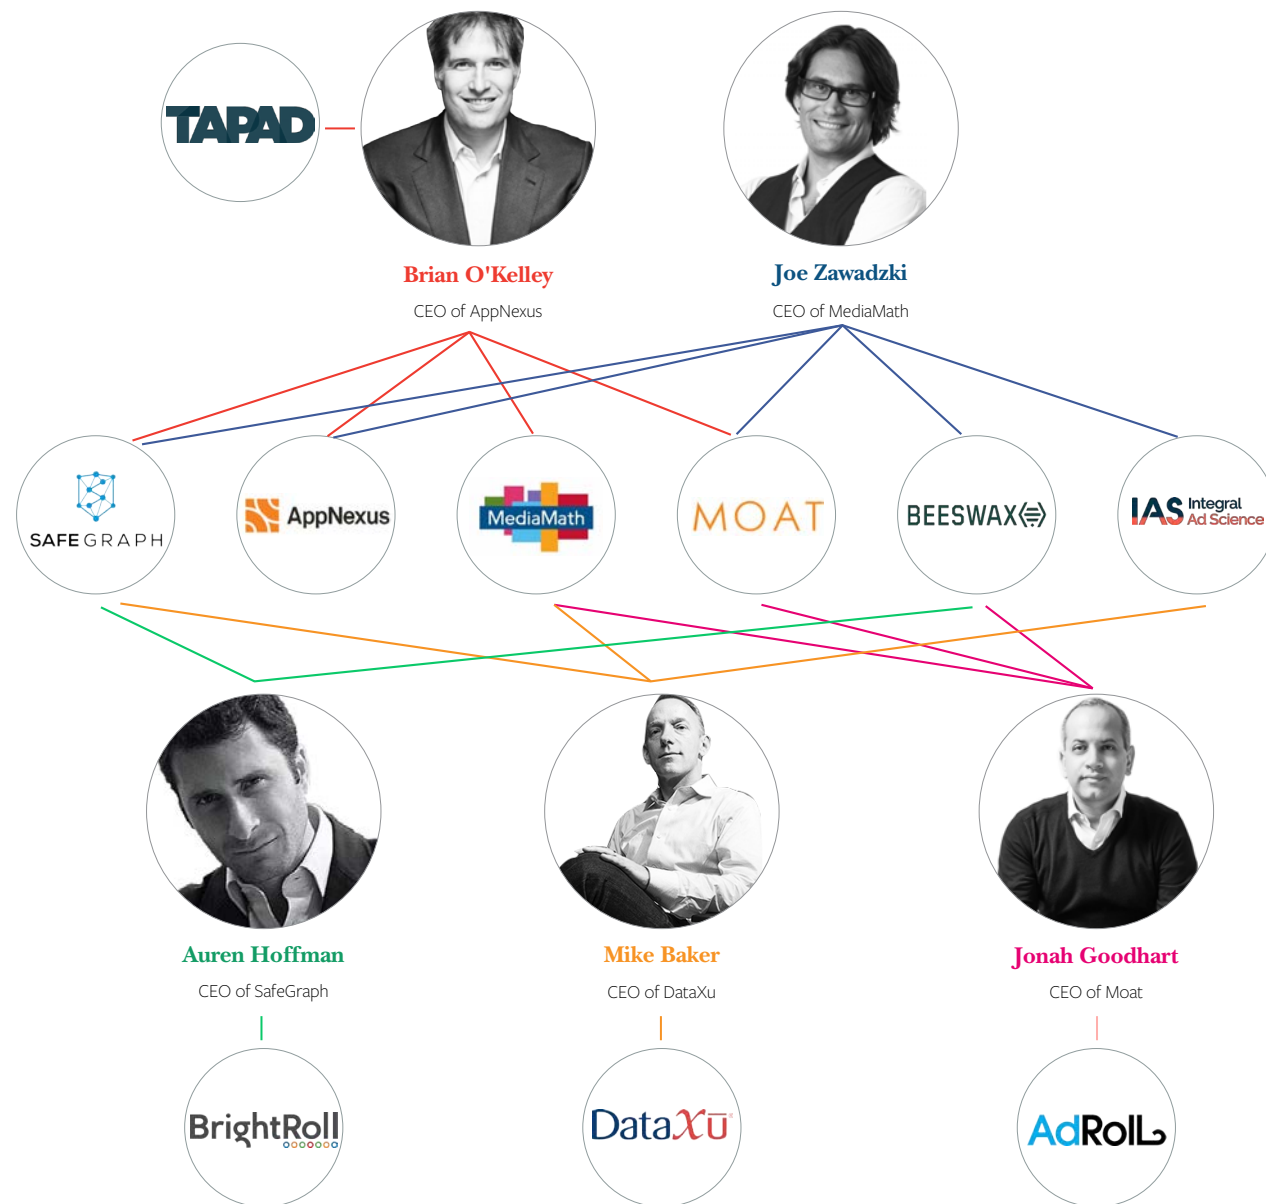 TAPAD
Brian O'Kelley
CEO of AppNexus
Joe Zawadzki
CEO of MediaMath
SAFEGRAPH
AppNexus
MediaMath
MOAT
BEESWAX
IAS Integral
Ad Science
Auren Hoffman
CEO of SafeGraph
Mike Baker
CEO of DataXu
Jonah Goodhart
CEO of Moat
BrightRoll
DataXū
AdRoll